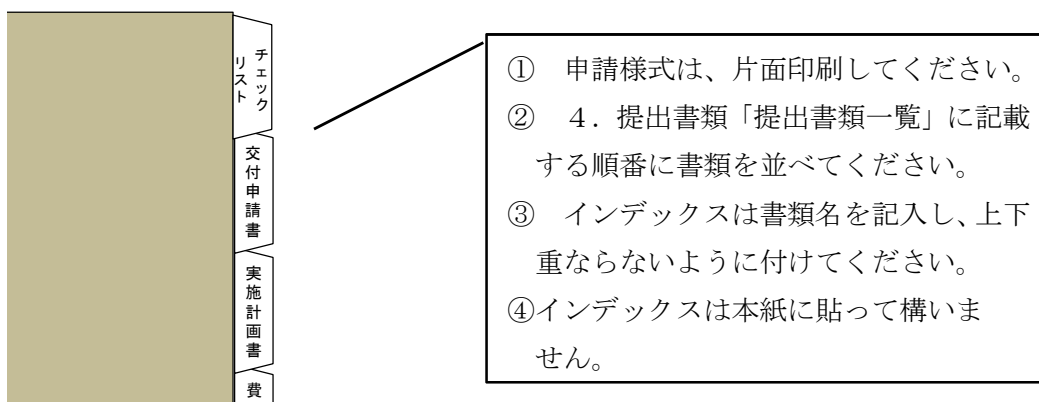 チェック
リスト
交付申請書
実施計画書
費
①　申請様式は、片面印刷してください。
②　４．提出書類「提出書類一覧」に記載
する順番に書類を並べてください。
③　インデックスは書類名を記入し、上下
重ならないように付けてください。
④インデックスは本紙に貼って構いま
せん。